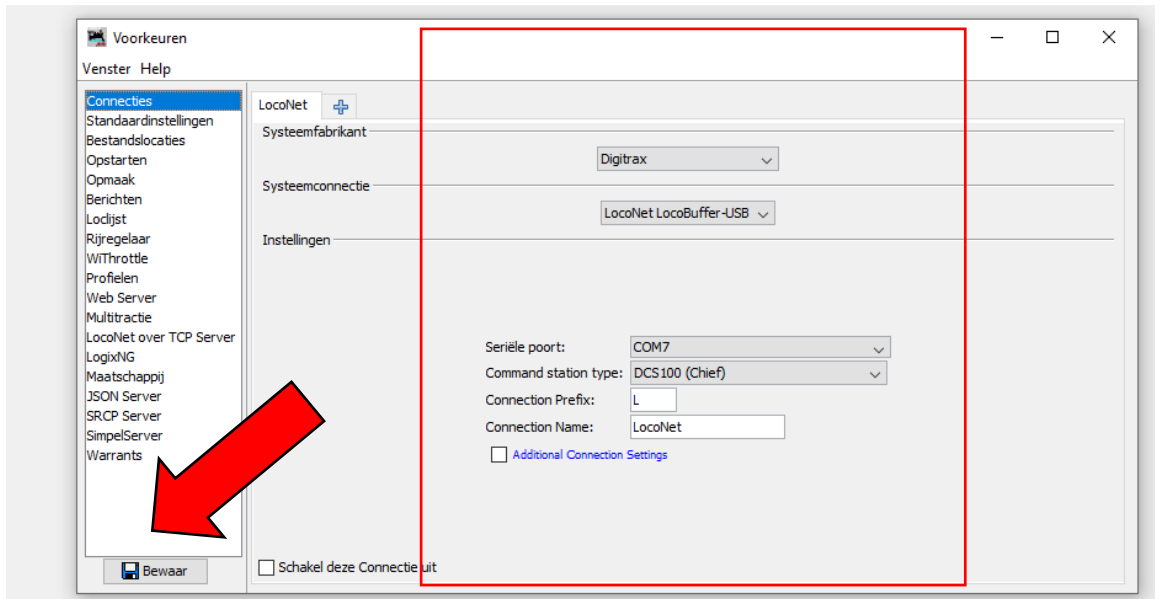 Voorkeuren
Venster Help
Connecties
Standaardinstellingen
Bestandslocaties
Opstarten
Opmaak
Berichten
Loclijst
Rijregelaar
WiThrottle
Profielen
Web Server
Multitractie
LocoNet over TCP Server
LogixNG
Maatschappij
JSON Server
SRCP Server
SimpelServer
Warrants
Bewaar
LocoNet
Systeemfabrikant
Digitrax
Systeemconnectie
LocoNet LocoBuffer-USB
Instellingen
Seriële poort: COM7
Command station type: DCS100 (Chief)
Connection Prefix: L
Connection Name: LocoNet
Additional Connection Settings
Schakel deze Connectie uit